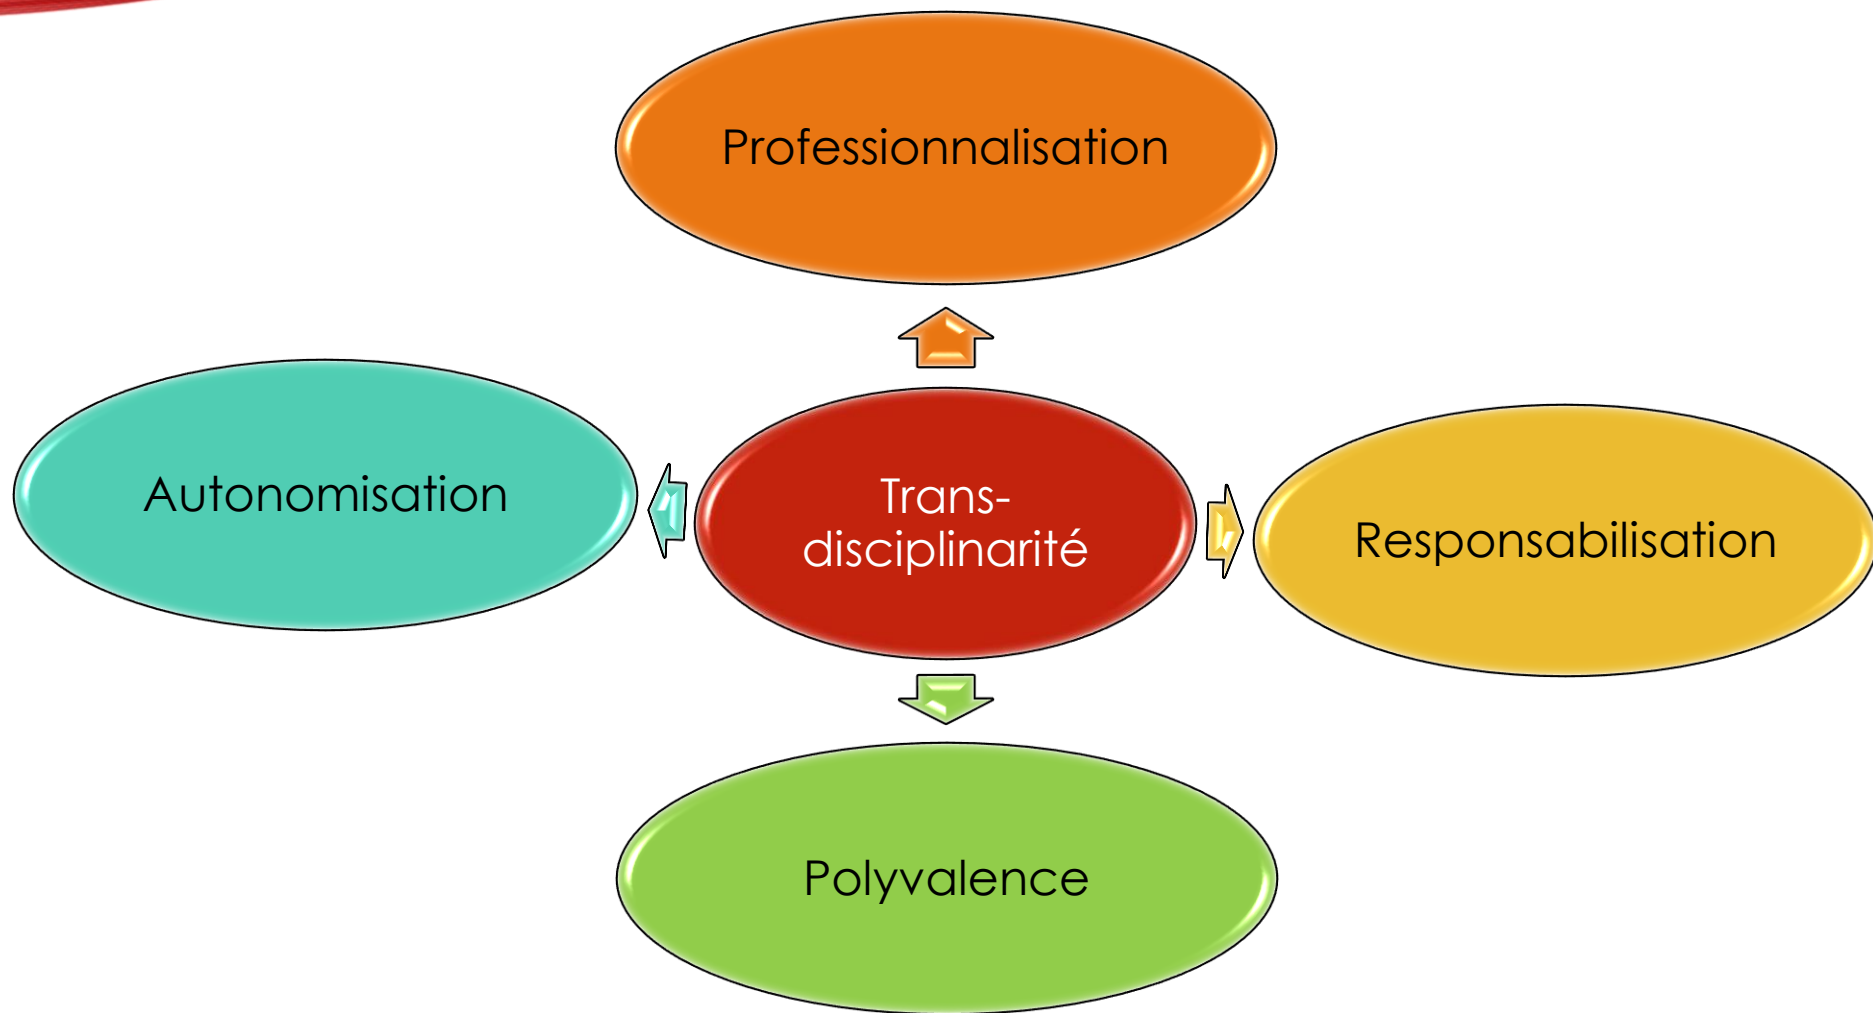 Professionnalisation
Autonomisation
Trans-
disciplinarité
Responsabilisation
Polyvalence